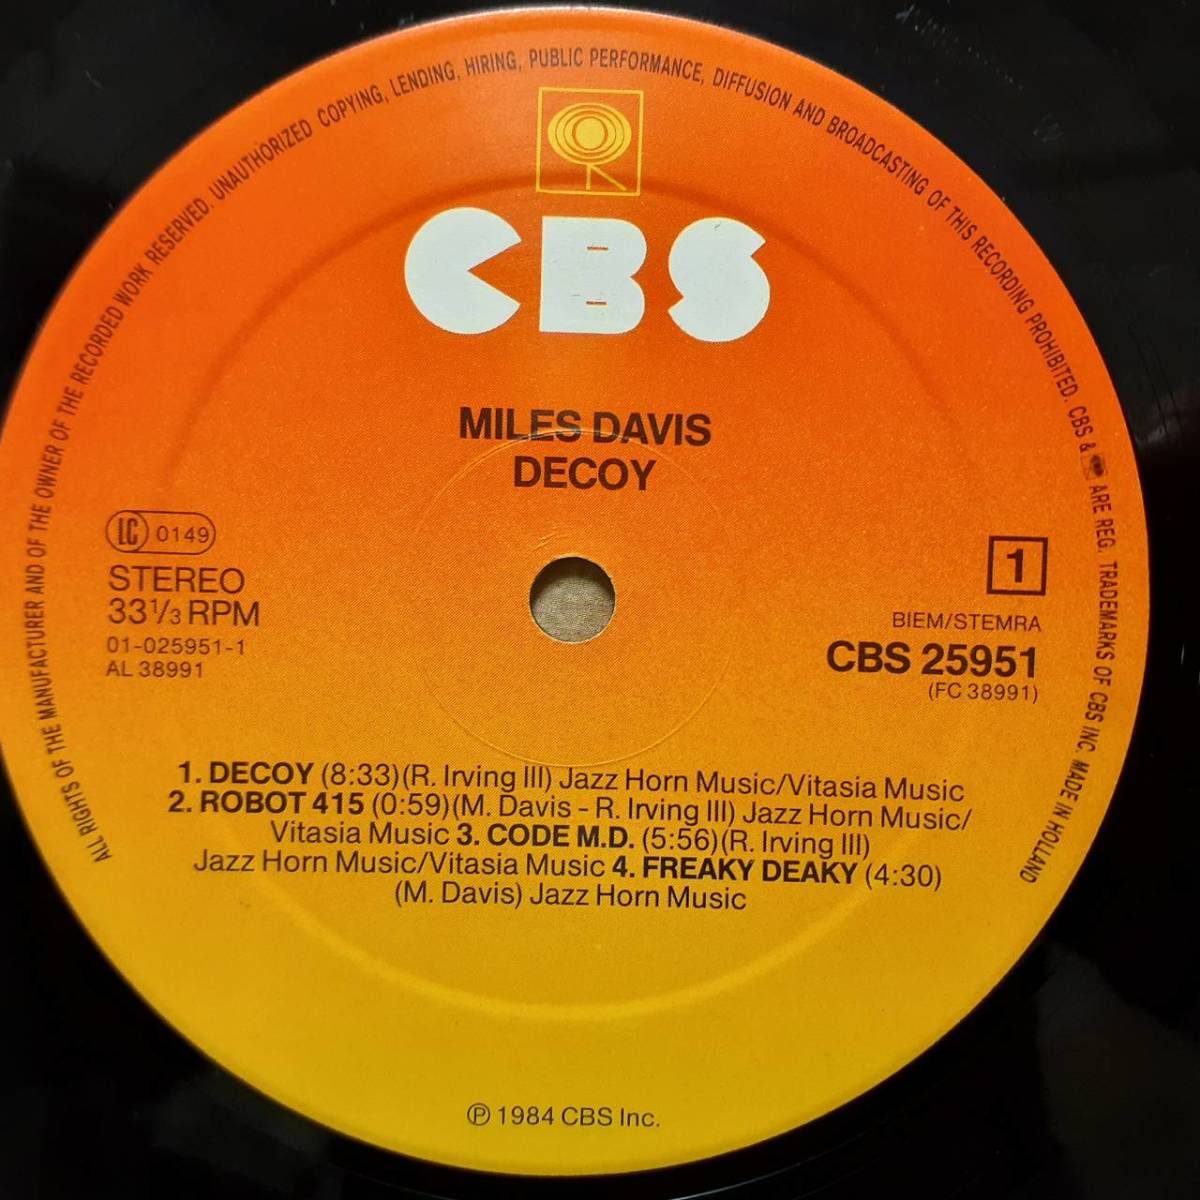 ALL RIGHTS OF THE MANUFACTURER AND OF THE OWNER OF THE RECORDED WORK RESERVED. UNAUTHORIZED COPYING, LENDING, HIRING, PUBLIC PERFORMANCE, DIFFUSION AND BROADCASTING OF THIS RECORDING PROHIBITED. CBS & ARE REG. TRADEMARKS OF CBS INC. MADE IN HOLLAND
CBS
MILES DAVIS
DECOY
LC 0149
STEREO
33⅓ RPM
01-025951-1
AL 38991
1
BIEM/STEMRA
CBS 25951
(FC 38991)
1. DECOY (8:33)(R. Irving III) Jazz Horn Music/Vitasia Music
2. ROBOT 415 (0:59)(M. Davis - R. Irving III) Jazz Horn Music/
Vitasia Music 3. CODE M.D. (5:56)(R. Irving III)
Jazz Horn Music/Vitasia Music 4. FREAKY DEAKY (4:30)
(M. Davis) Jazz Horn Music
℗ 1984 CBS Inc.